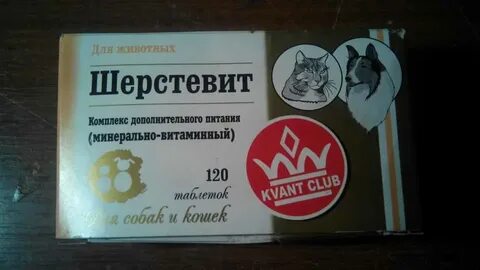 Для животных
Шерстевит
Комплекс дополнительного питания
(минерально-витаминный)
120
таблеток
для собак и кошек
KVANT CLUB